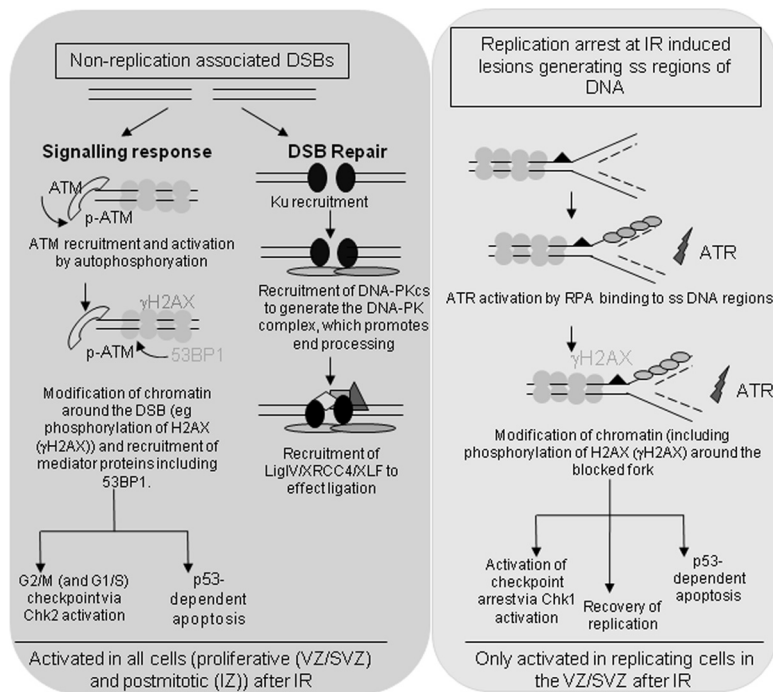 Non-replication associated DSBs
Signalling response
ATM
p-ATM
ATM recruitment and activation
by autophosphoryation
γH2AX
p-ATM
53BP1
Modification of chromatin
around the DSB (eg
phosphorylation of H2AX
(γH2AX)) and recruitment of
mediator proteins including
53BP1.
G2/M (and G1/S)
checkpoint via
Chk2 activation
p53-
dependent
apoptosis
DSB Repair
Ku recruitment
Recruitment of DNA-PKcs
to generate the DNA-PK
complex, which promotes
end processing
Recruitment of
LigIV/XRCC4/XLF to
effect ligation
Activated in all cells (proliferative (VZ/SVZ)
and postmitotic (IZ)) after IR
Replication arrest at IR induced
lesions generating ss regions of
DNA
ATR
ATR activation by RPA binding to ss DNA regions
γH2AX
ATR
Modification of chromatin (including
phosphorylation of H2AX (γH2AX) around the
blocked fork
Activation of
checkpoint
arrest via Chk1
activation
Recovery of
replication
p53-
dependent
apoptosis
Only activated in replicating cells in
the VZ/SVZ after IR